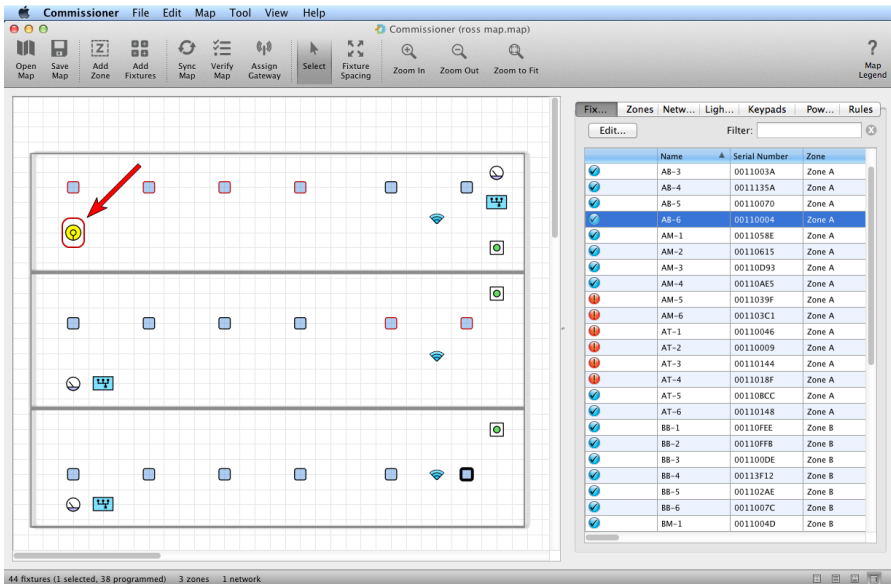 Commissioner File Edit Map Tool View Help
Commissioner (ross map.map)
Open Map
Save Map
Add Zone
Add Fixtures
Sync Map
Verify Map
Assign Gateway
Select
Fixture Spacing
Zoom In
Zoom Out
Zoom to Fit
? Map Legend
Fix... Zones Netw... Ligh... Keypads Pow... Rules
Edit... Filter:
Name Serial Number Zone
AB-3 0011003A Zone A
AB-4 0011135A Zone A
AB-5 00110070 Zone A
AB-6 00110004 Zone A
AM-1 0011058E Zone A
AM-2 00110615 Zone A
AM-3 00110D93 Zone A
AM-4 00110AE5 Zone A
AM-5 0011039F Zone A
AM-6 001103C1 Zone A
AT-1 00110046 Zone A
AT-2 00110009 Zone A
AT-3 00110144 Zone A
AT-4 0011018F Zone A
AT-5 00110BCC Zone A
AT-6 00110148 Zone A
BB-1 00110FEE Zone B
BB-2 00110FFB Zone B
BB-3 001100DE Zone B
BB-4 00113F12 Zone B
BB-5 001102AE Zone B
BB-6 0011007C Zone B
BM-1 0011004D Zone B
44 fixtures (1 selected, 38 programmed) 3 zones 1 network